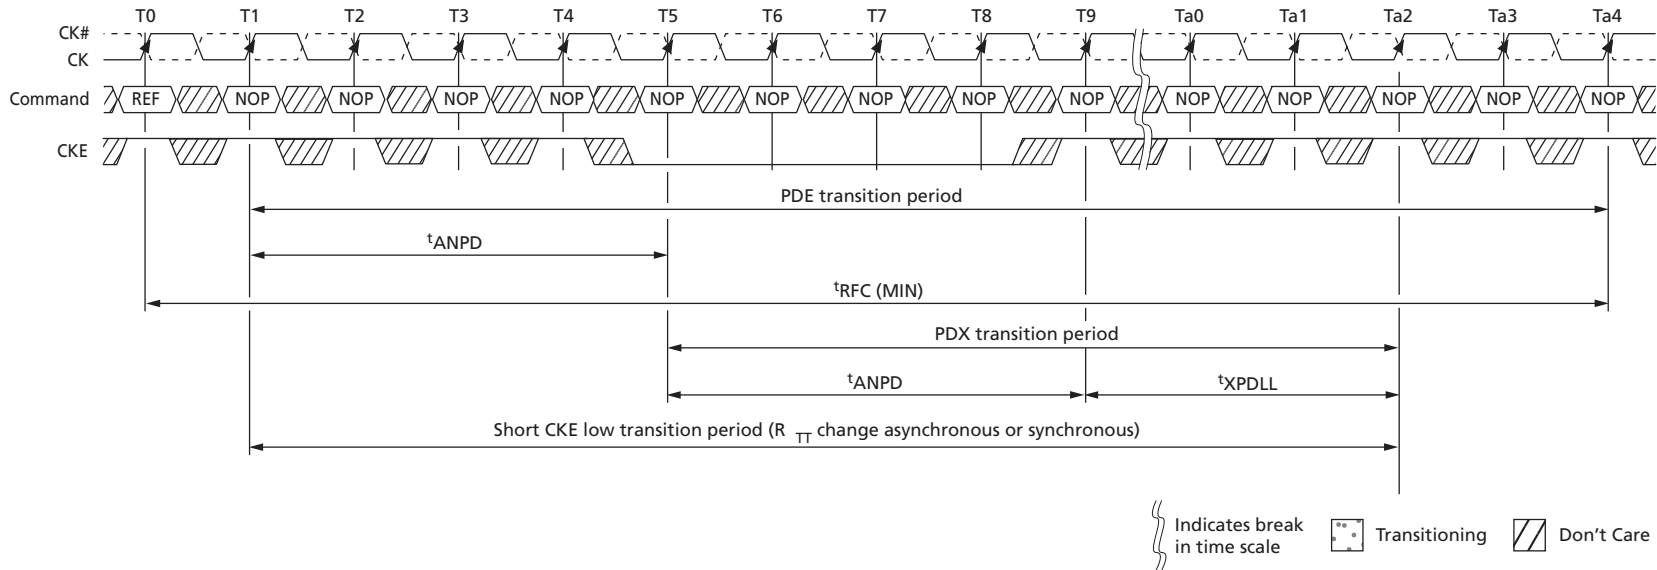 T0 T1 T2 T3 T4 T5 T6 T7 T8 T9 Ta0 Ta1 Ta2 Ta3 Ta4
CK#
CK
Command REF NOP NOP NOP NOP NOP NOP NOP NOP NOP NOP NOP NOP NOP NOP
CKE
PDE transition period
tANPD
tRFC (MIN)
PDX transition period
tANPD tXPDLL
Short CKE low transition period (R TT change asynchronous or synchronous)
Indicates break
in time scale
Transitioning
Don't Care